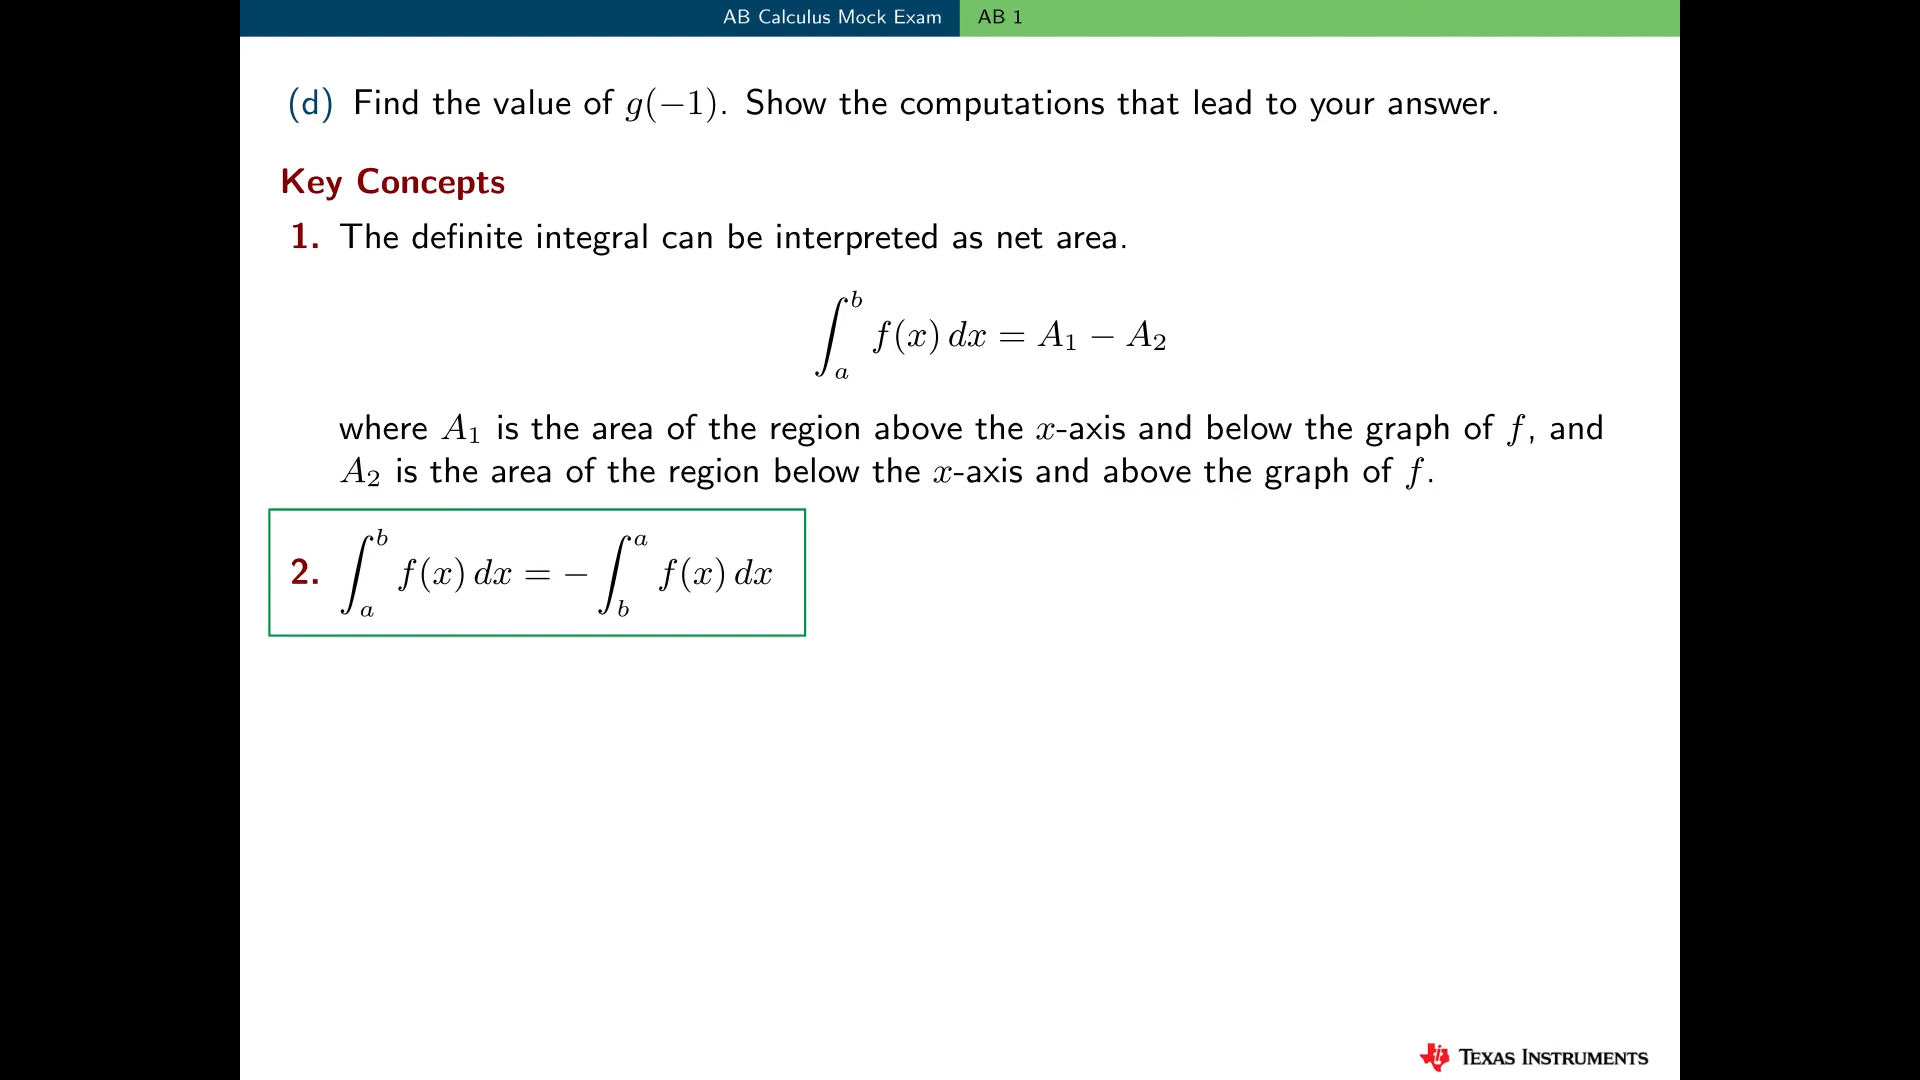 AB Calculus Mock Exam AB 1
(d) Find the value of g(−1). Show the computations that lead to your answer.
Key Concepts
1. The definite integral can be interpreted as net area.
∫_a^b f(x) dx = A₁ − A₂
where A₁ is the area of the region above the x-axis and below the graph of f, and
A₂ is the area of the region below the x-axis and above the graph of f.
2. ∫_a^b f(x) dx = − ∫_b^a f(x) dx
TEXAS INSTRUMENTS